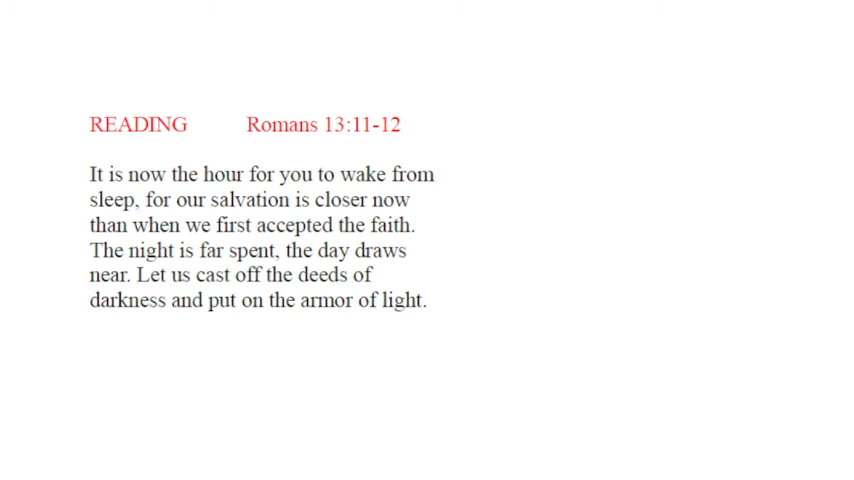 READING Romans 13:11-12
It is now the hour for you to wake from
sleep, for our salvation is closer now
than when we first accepted the faith.
The night is far spent, the day draws
near. Let us cast off the deeds of
darkness and put on the armor of light.